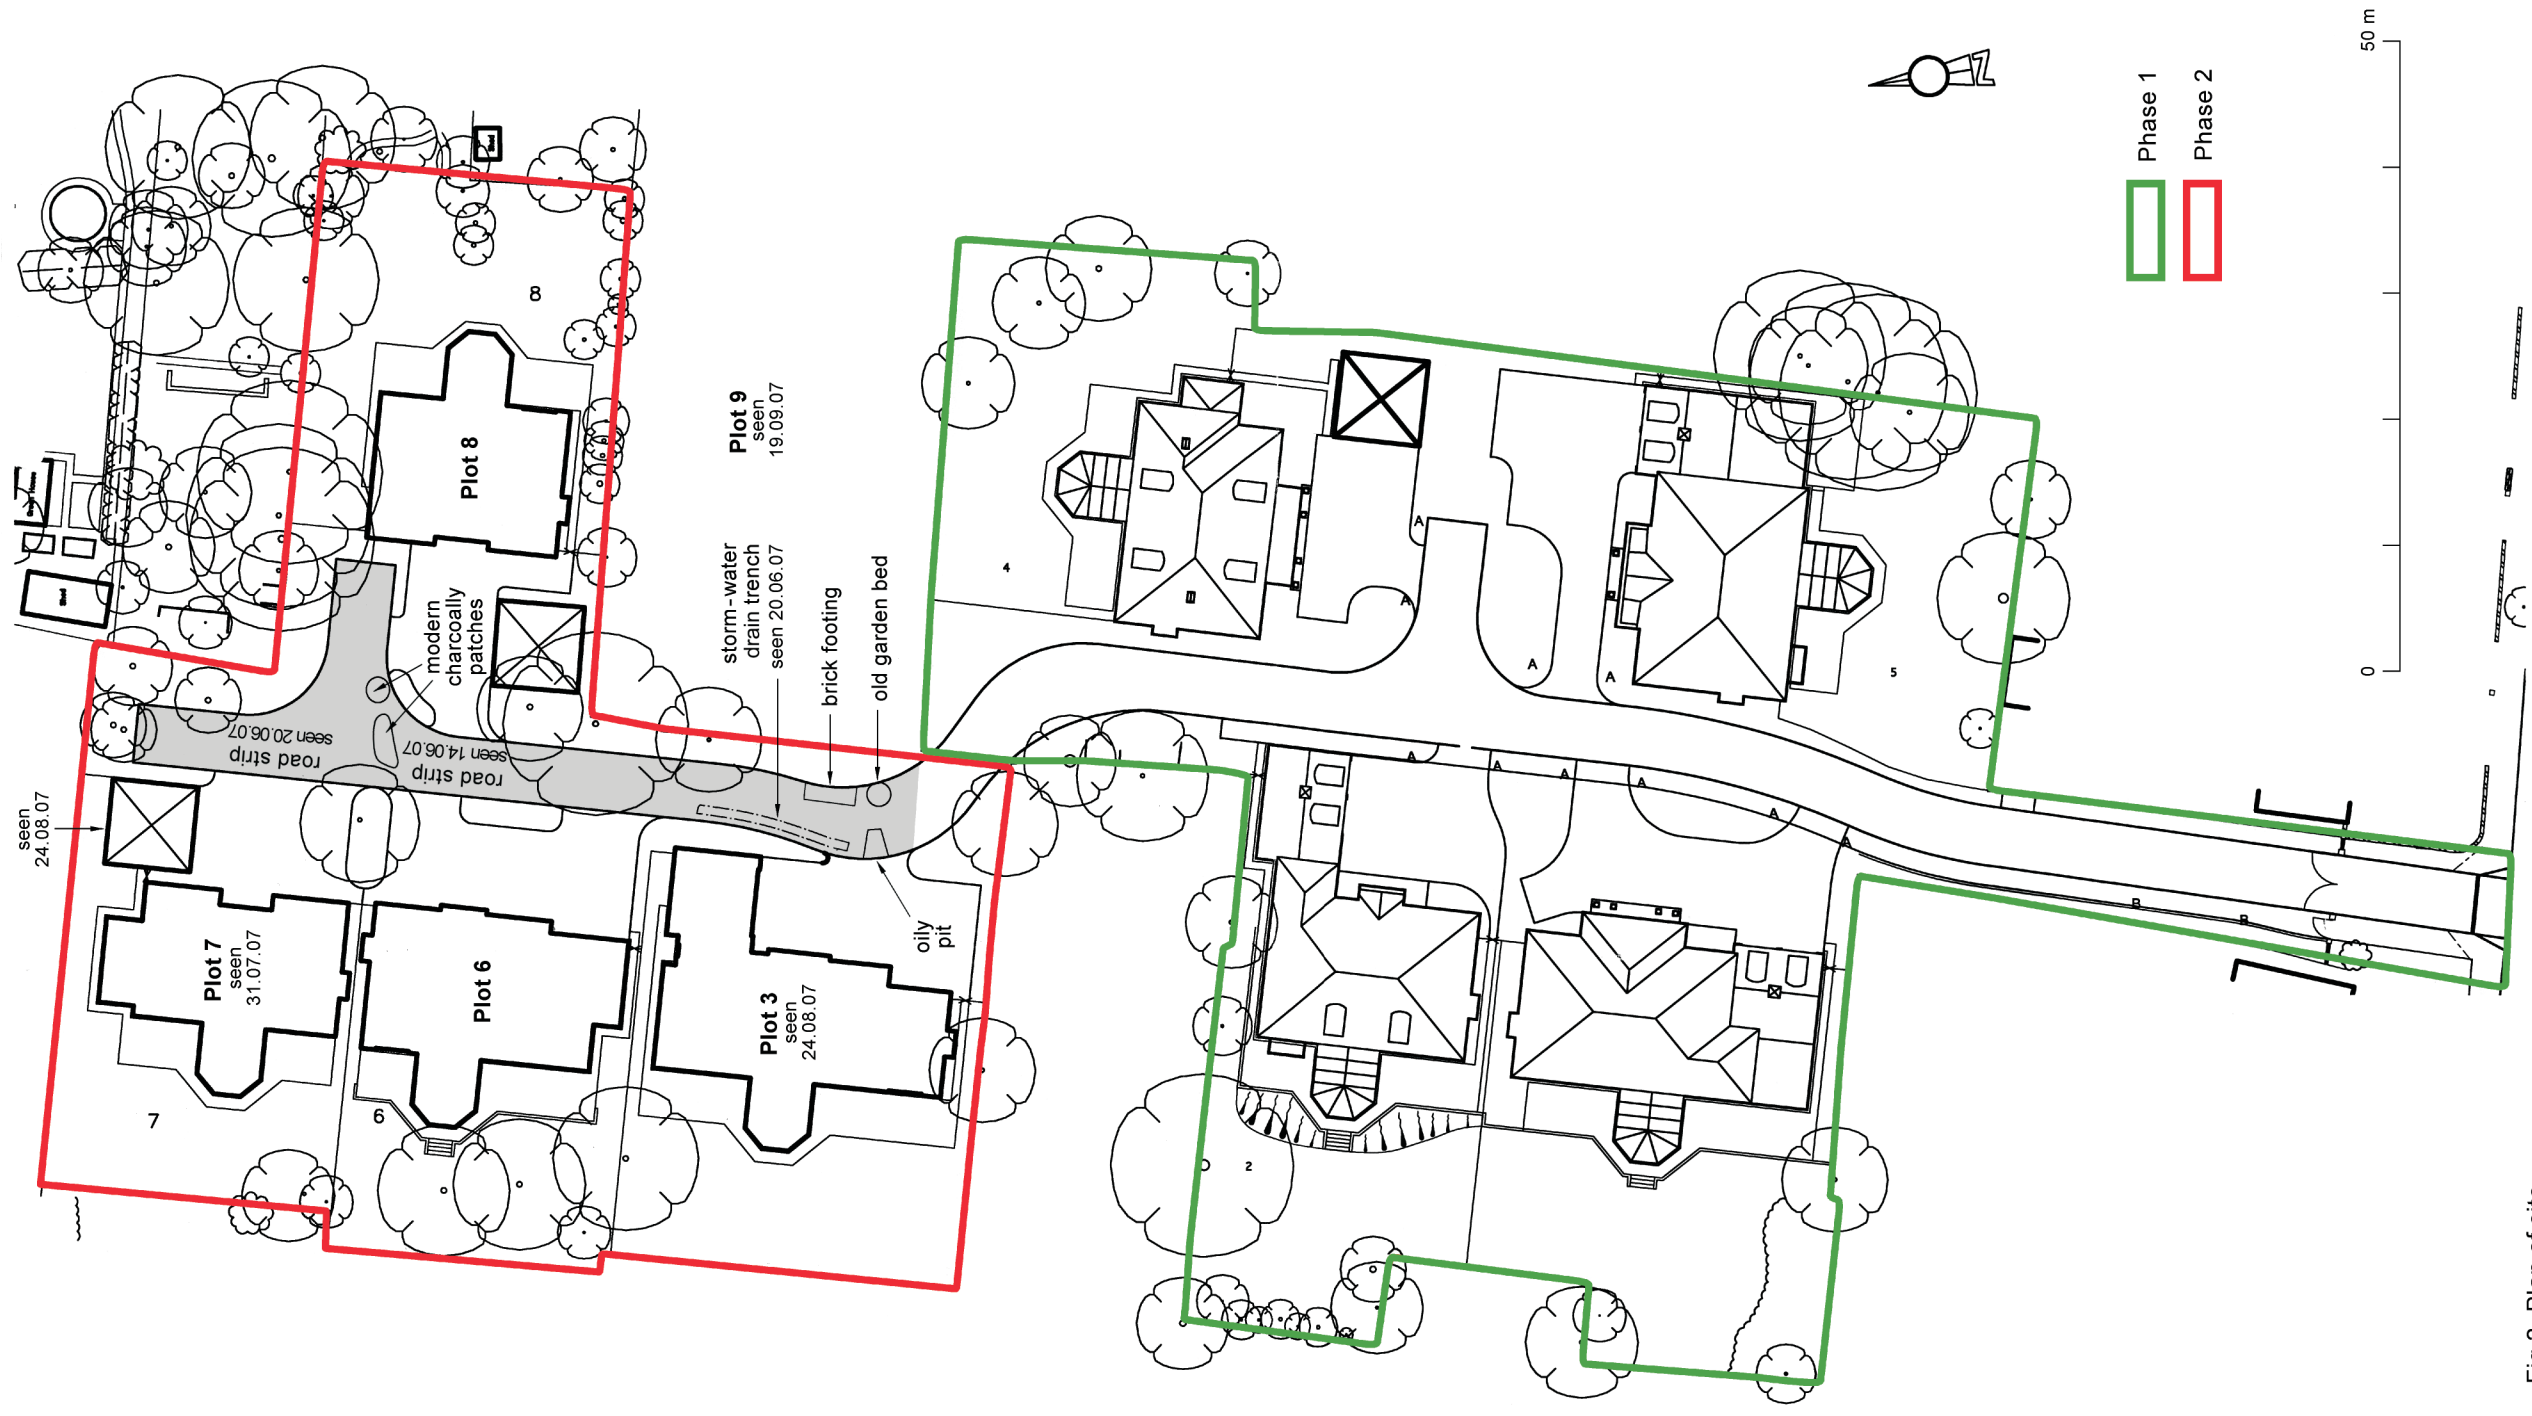 seen
24.08.07
Plot 7
seen
31.07.07
7
Plot 6
6
Plot 3
seen
24.08.07
road strip
seen 20.06.07
road strip
seen 14.06.07
modern
charcoally
patches
Plot 8
8
Shed
Shed
Plot 9
seen
19.09.07
storm-water
drain trench
seen 20.06.07
brick footing
old garden bed
oily
pit
4
A
A
A
A
5
2
A
A
A
A
A
A
B
B
N
Phase 1
Phase 2
0
50 m